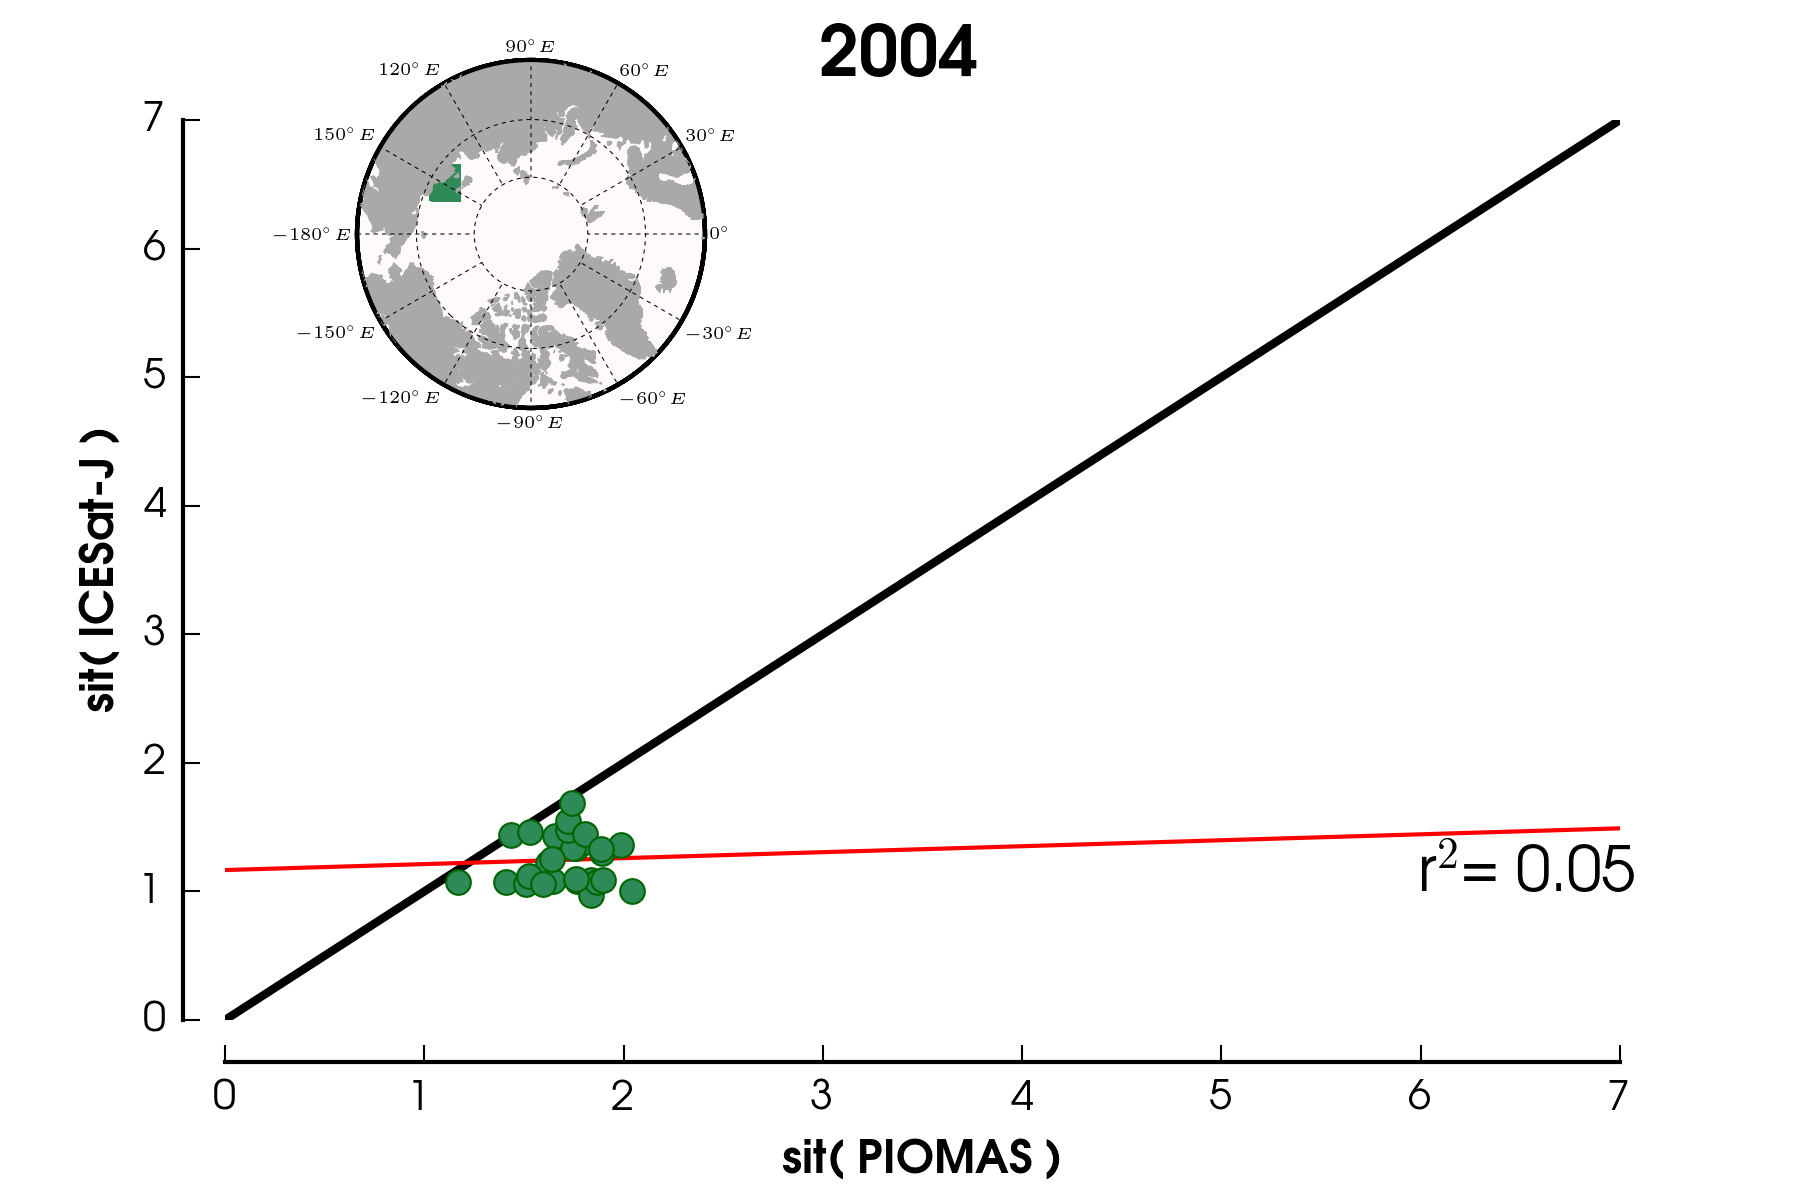 2004
90° E
120° E
60° E
150° E
30° E
−180° E
0°
−150° E
−30° E
−120° E
−60° E
−90° E
7
6
5
4
3
2
1
0
sit( ICESat-J )
r²= 0.05
0 1 2 3 4 5 6 7
sit( PIOMAS )